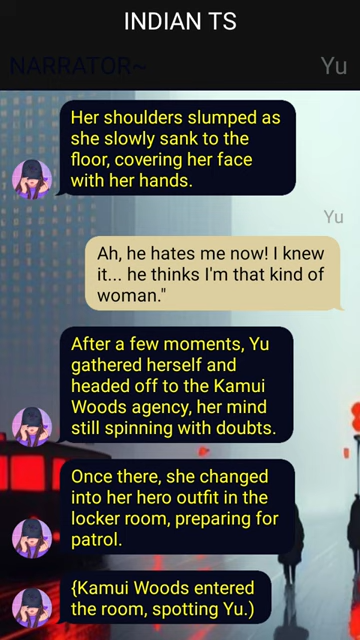 INDIAN TS
NARRATOR~
Yu
Her shoulders slumped as
she slowly sank to the
floor, covering her face
with her hands.
Yu
Ah, he hates me now! I knew
it... he thinks I'm that kind of
woman."
After a few moments, Yu
gathered herself and
headed off to the Kamui
Woods agency, her mind
still spinning with doubts.
Once there, she changed
into her hero outfit in the
locker room, preparing for
patrol.
{Kamui Woods entered
the room, spotting Yu.)